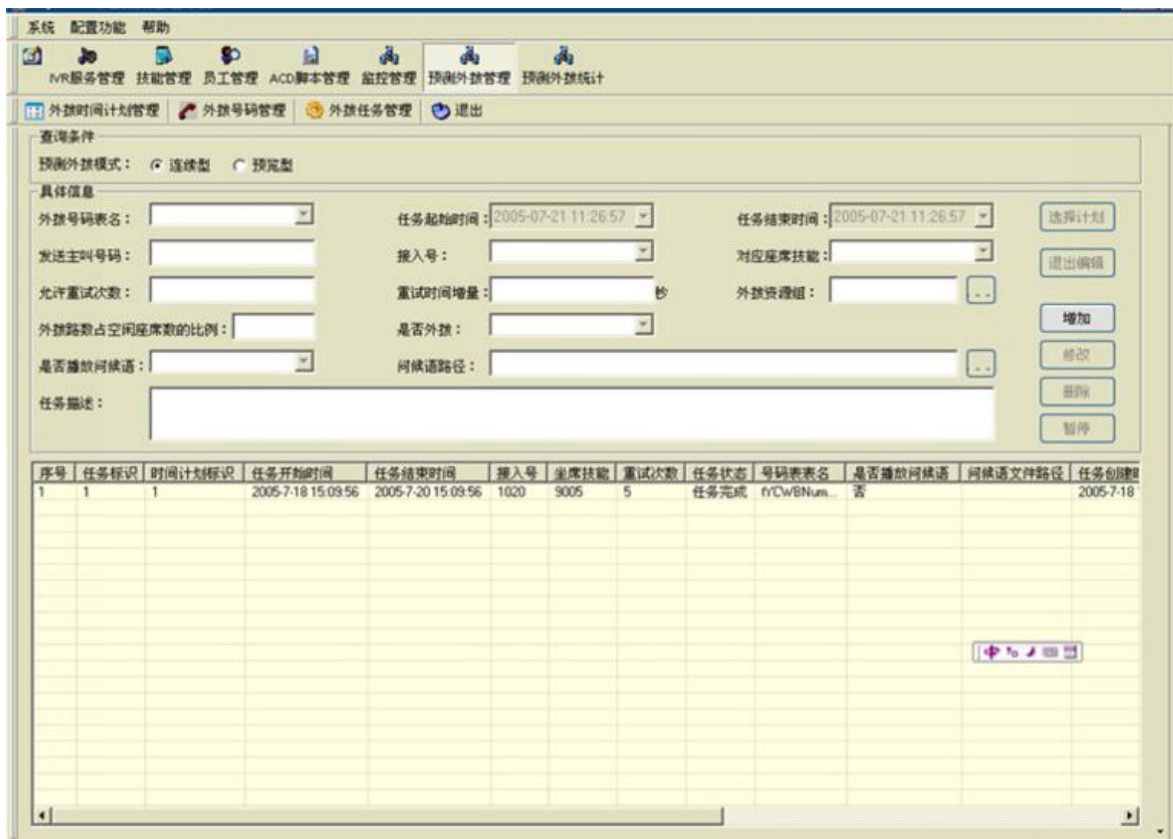 系统 配置功能 帮助
IVR服务管理 技能管理 员工管理 ACD脚本管理 监控管理 预测外拨管理 预测外拨统计
外拨时间计划管理 外拨号码管理 外拨任务管理 退出
查询条件
预测外拨模式： 连续型 预览型
具体信息
外拨号码表名： 任务起始时间： 2005-07-21 11:26:57 任务结束时间： 2005-07-21 11:26:57 选择计划
发送主叫号码： 接入号： 对应座席技能： 退出编辑
允许重试次数： 重试时间增量： 秒 外拨资源组： ..
外拨路数占空闲座席数的比例： 是否外拨： 增加
是否播放问候语： 问候语路径： .. 修改
任务描述： 删除
暂停
序号 任务标识 时间计划标识 任务开始时间 任务结束时间 接入号 坐席技能 重试次数 任务状态 号码表表名 是否播放问候语 问候语文件路径 任务创建
1 1 1 2005-7-18 15:09:56 2005-7-20 15:09:56 1020 9005 5 任务完成 否 2005-7-18
中